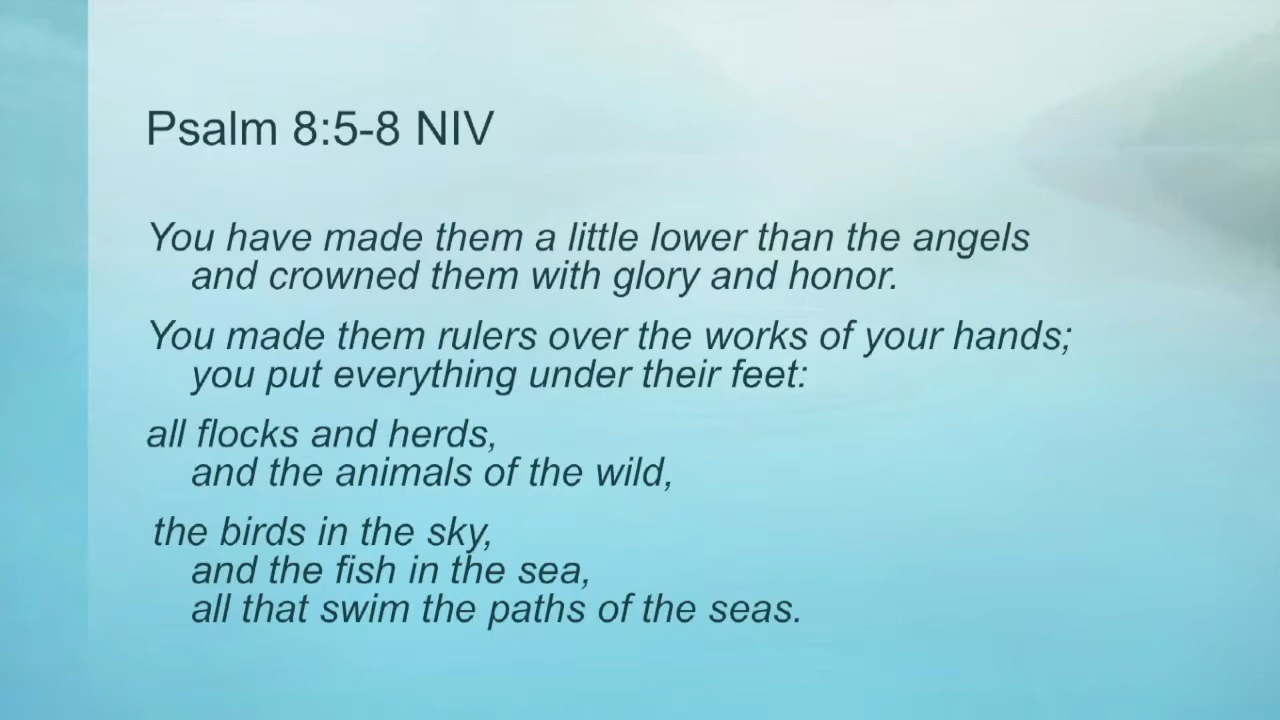 Psalm 8:5-8 NIV
You have made them a little lower than the angels
and crowned them with glory and honor.
You made them rulers over the works of your hands;
you put everything under their feet:
all flocks and herds,
and the animals of the wild,
the birds in the sky,
and the fish in the sea,
all that swim the paths of the seas.